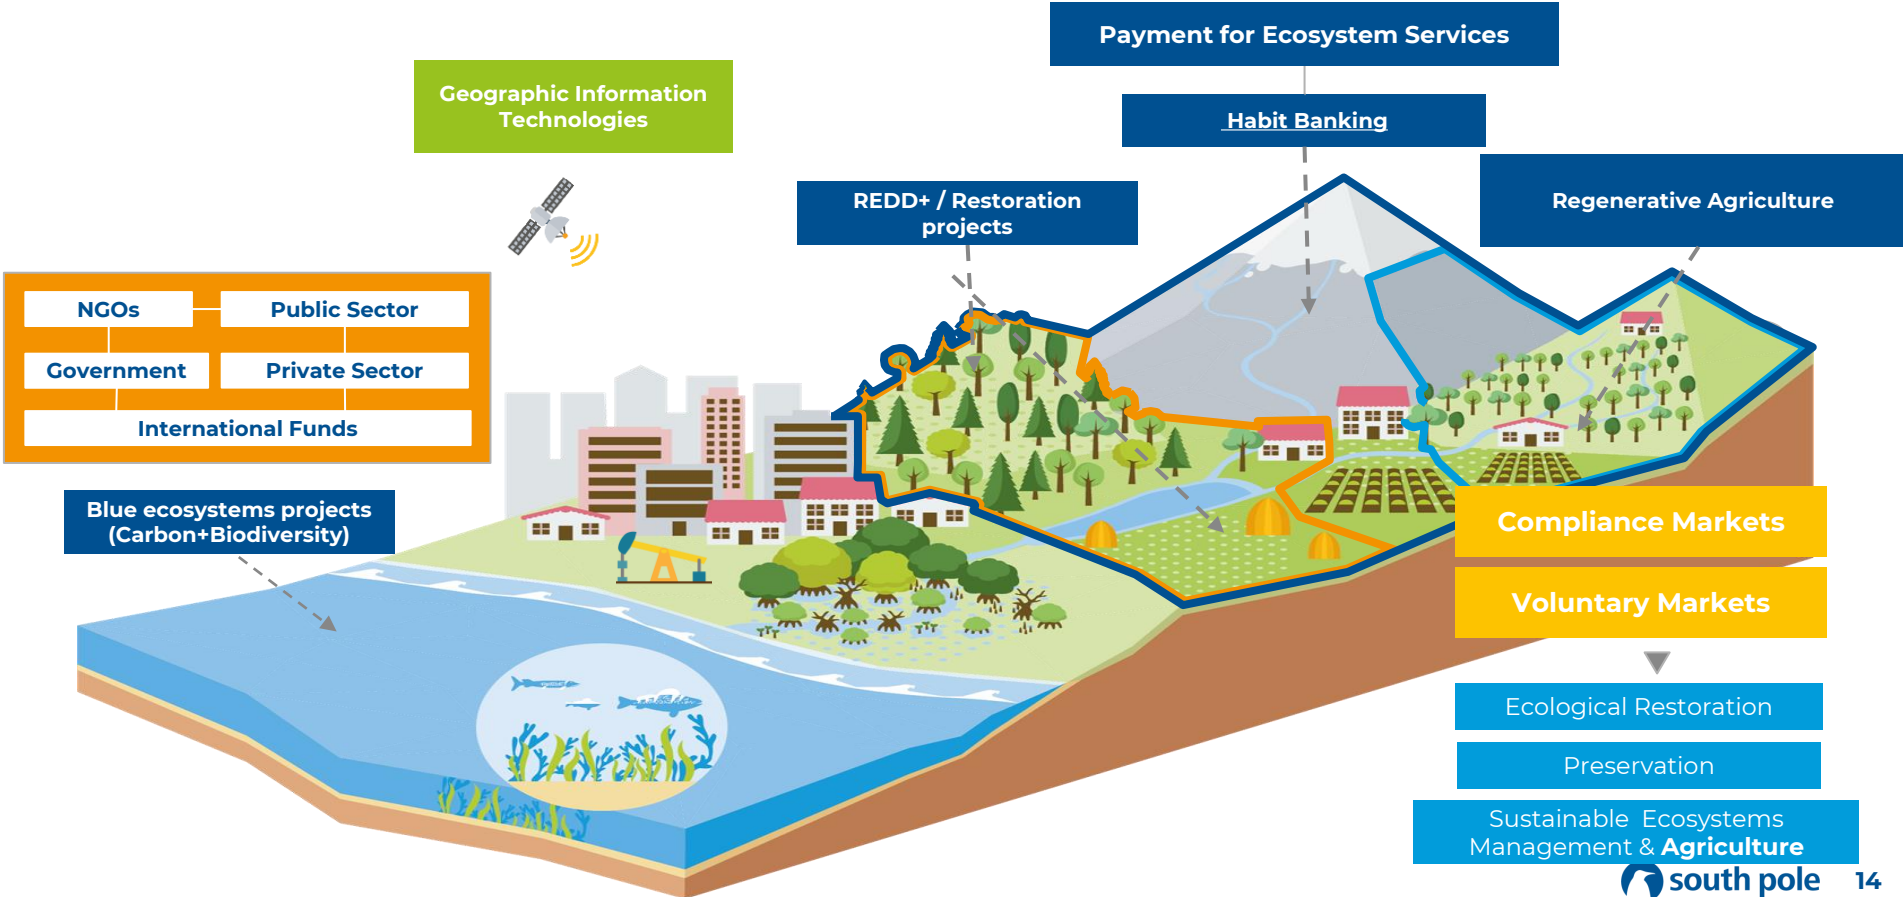 Payment for Ecosystem Services
Geographic Information
Technologies
Habit Banking
REDD+ / Restoration
projects
Regenerative Agriculture
NGOs
Public Sector
Government
Private Sector
International Funds
Blue ecosystems projects
(Carbon+Biodiversity)
Compliance Markets
Voluntary Markets
Ecological Restoration
Preservation
Sustainable Ecosystems
Management & Agriculture
south pole
14